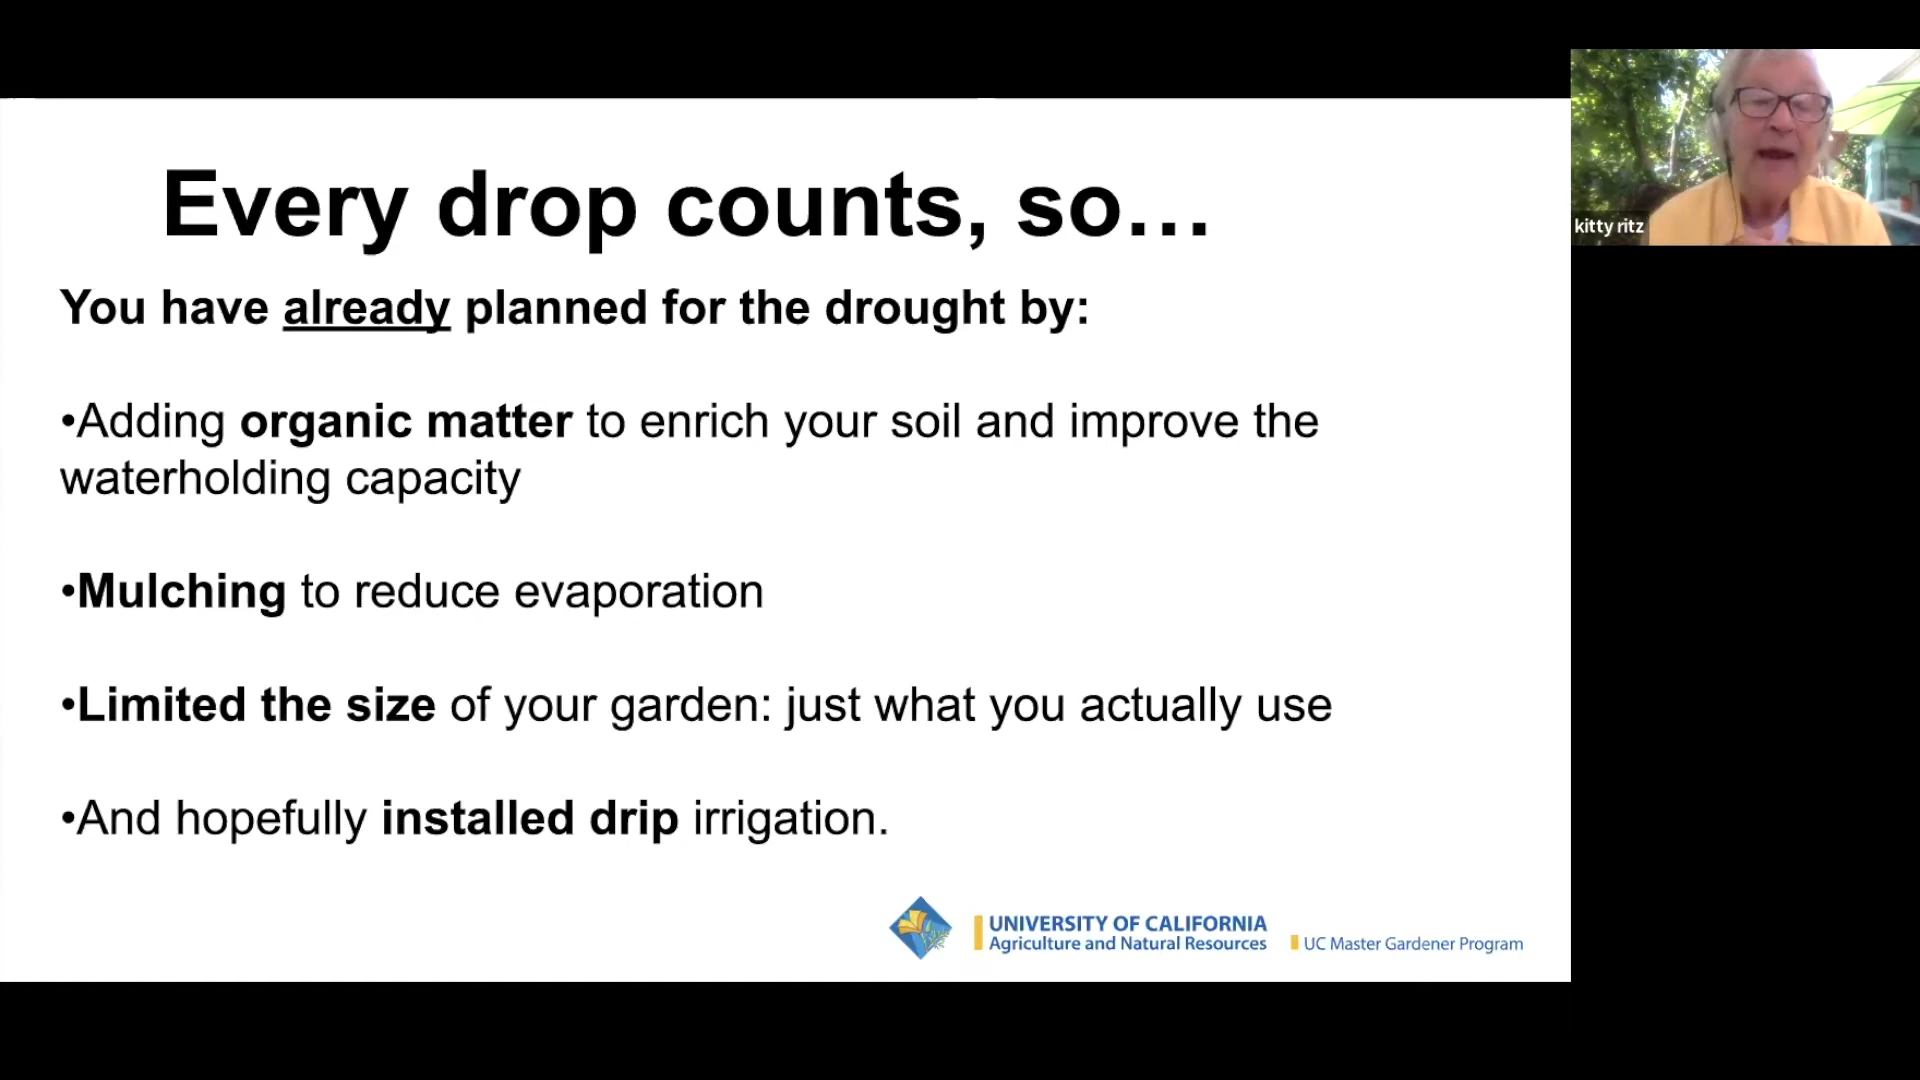 Every drop counts, so…
You have already planned for the drought by:
•Adding organic matter to enrich your soil and improve the
waterholding capacity
•Mulching to reduce evaporation
•Limited the size of your garden: just what you actually use
•And hopefully installed drip irrigation.
UNIVERSITY OF CALIFORNIA
Agriculture and Natural Resources
UC Master Gardener Program
kitty ritz